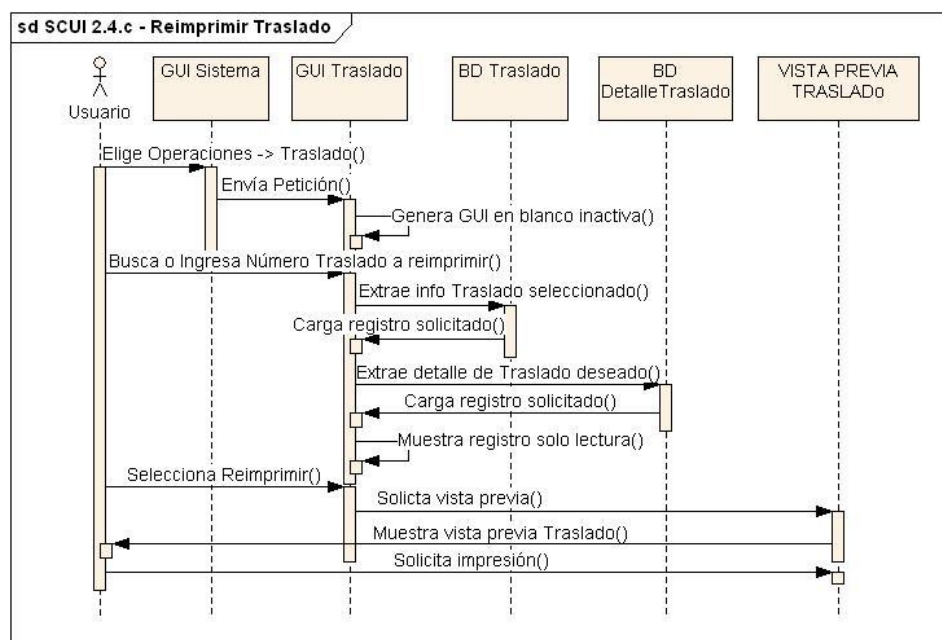 sd SCUI 2.4.c - Reimprimir Traslado
Usuario
GUI Sistema
GUI Traslado
BD Traslado
BD
DetalleTraslado
VISTA PREVIA
TRASLADo
Elige Operaciones -> Traslado()
Envía Petición()
Genera GUI en blanco inactiva()
Busca o Ingresa Número Traslado a reimprimir()
Extrae info Traslado seleccionado()
Carga registro solicitado()
Extrae detalle de Traslado deseado()
Carga registro solicitado()
Muestra registro solo lectura()
Selecciona Reimprimir()
Solicta vista previa()
Muestra vista previa Traslado()
Solicita impresión()